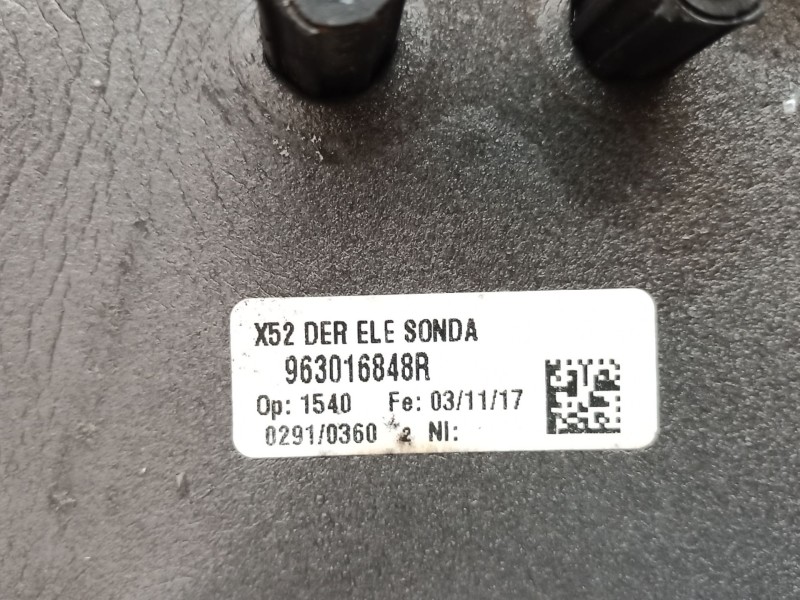 X52 DER ELE SONDA
963016848R
Op: 1540 Fe: 03/11/17
0291/0360 2 NI: